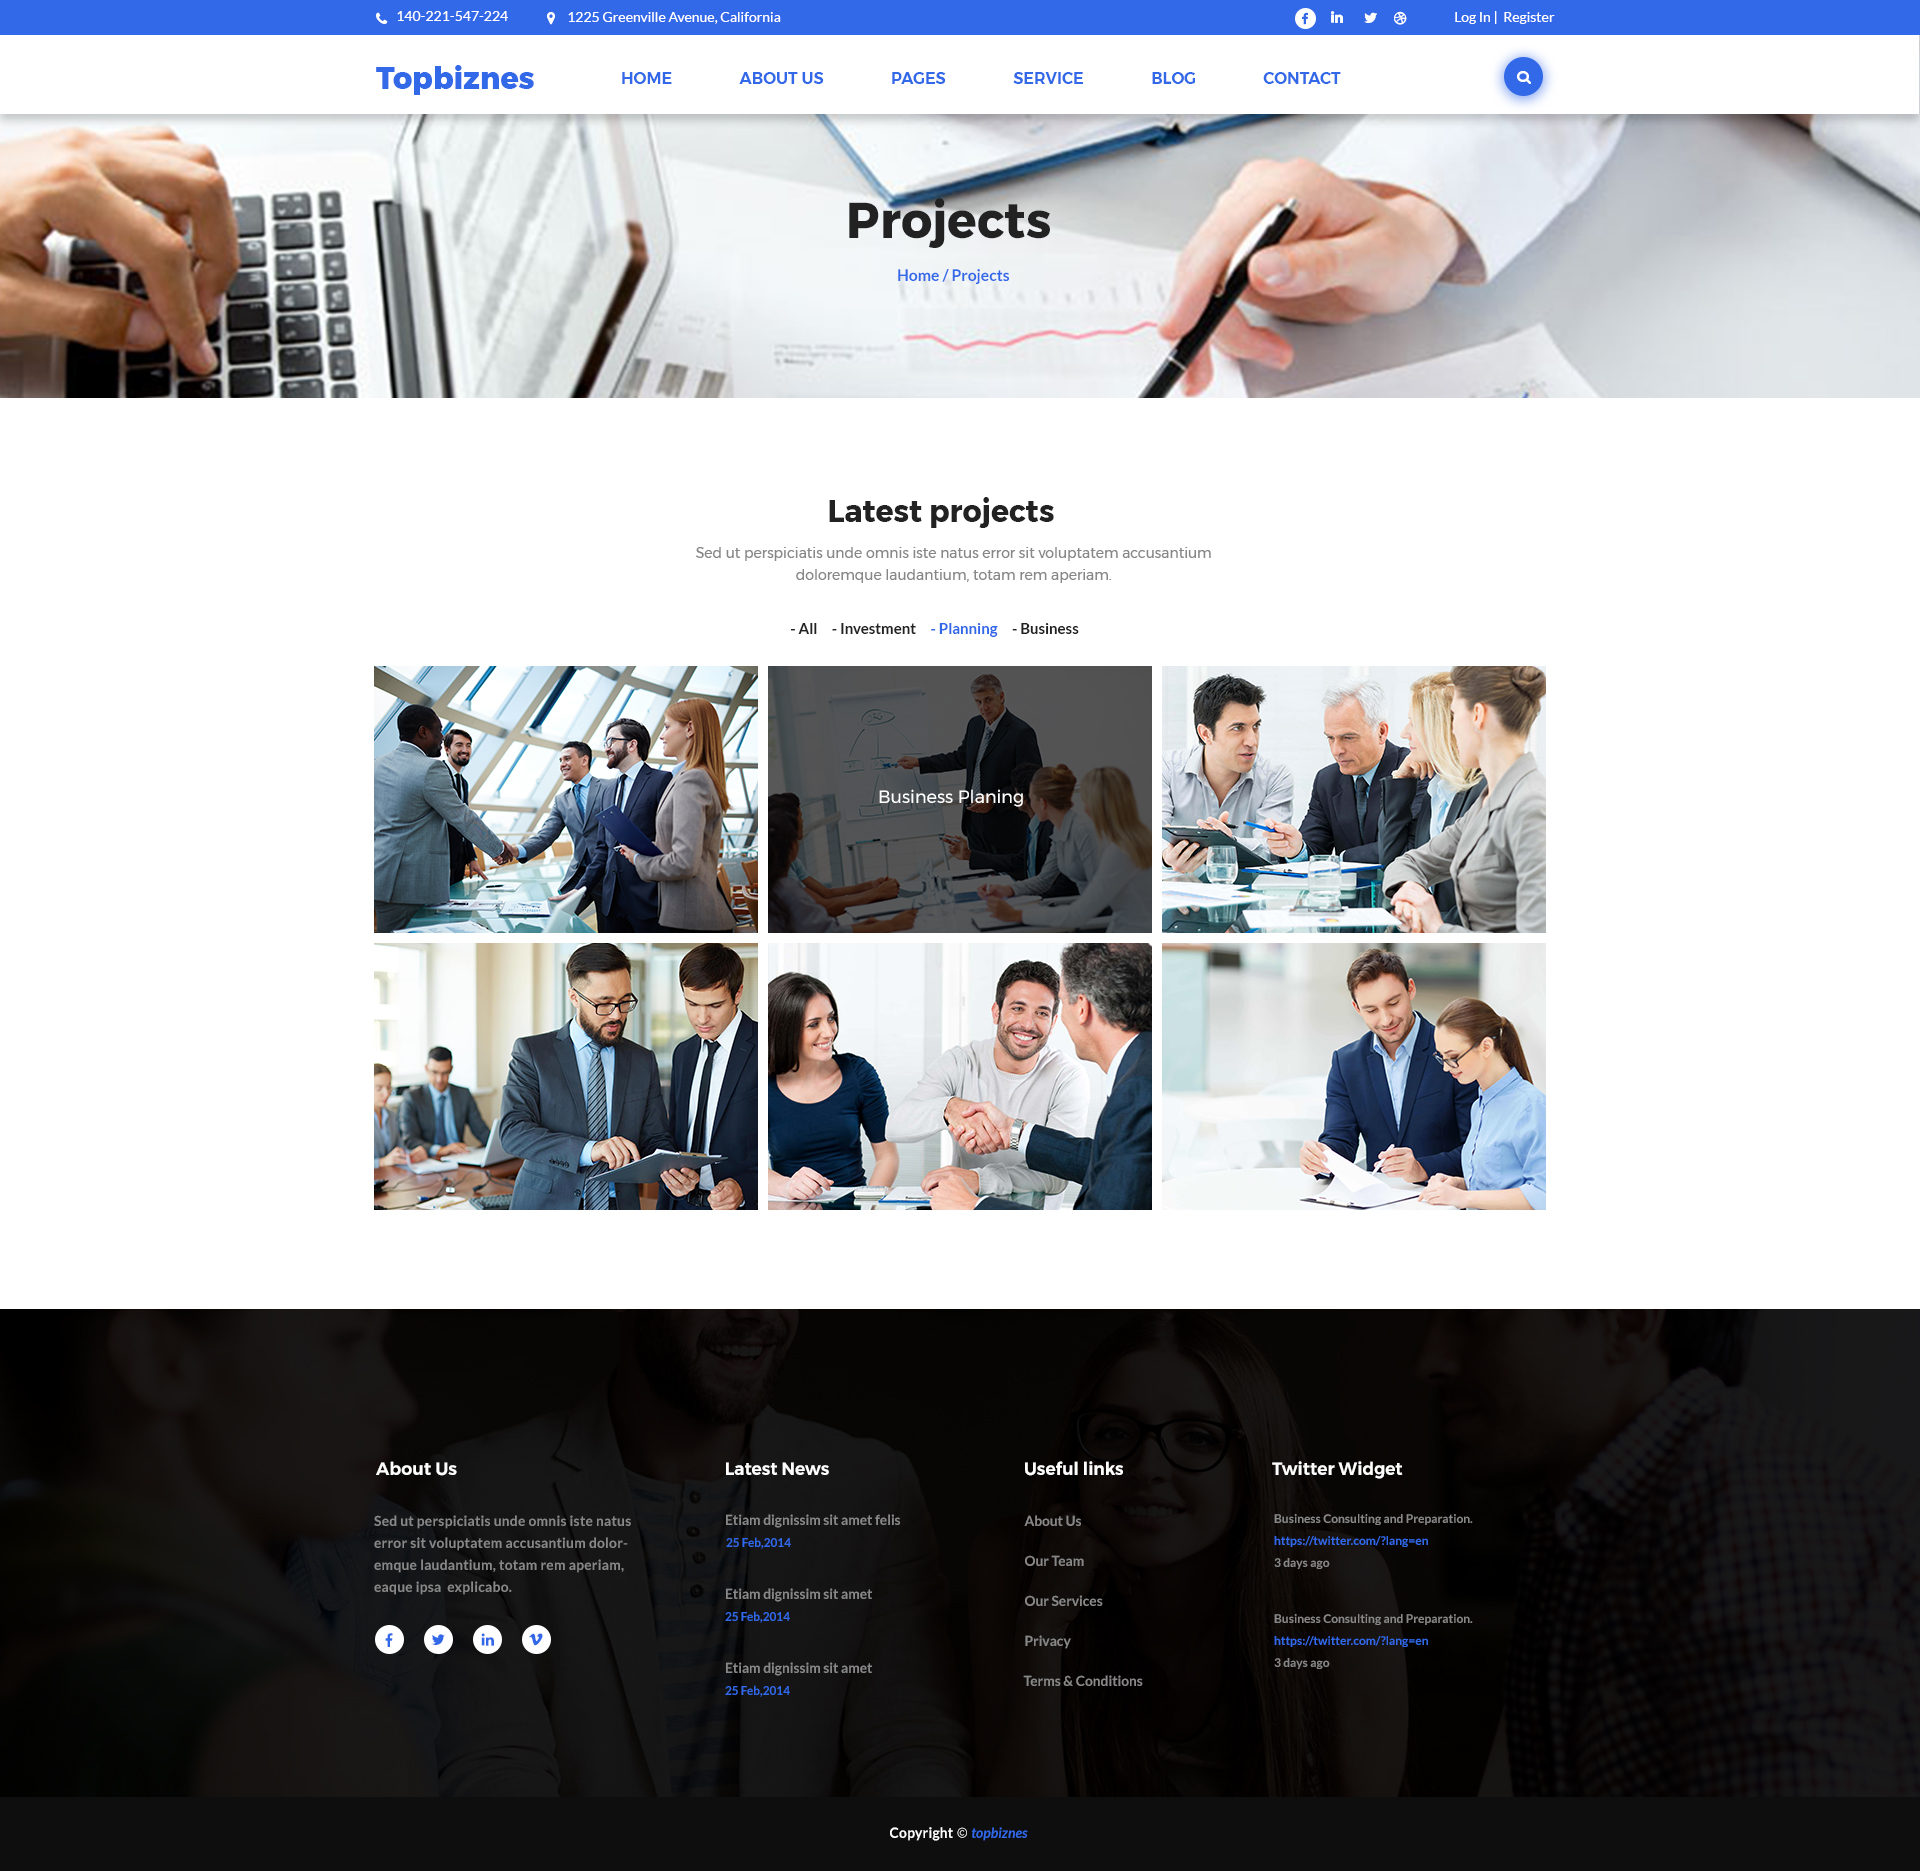 140-221-547-224
1225 Greenville Avenue, California
Log In | Register
Topbiznes
HOME
ABOUT US
PAGES
SERVICE
BLOG
CONTACT
Projects
Home / Projects
Latest projects
Sed ut perspiciatis unde omnis iste natus error sit voluptatem accusantium
doloremque laudantium, totam rem aperiam.
- All - Investment - Planning - Business
Business Planing
About Us
Sed ut perspiciatis unde omnis iste natus
error sit voluptatem accusantium dolor-
emque laudantium, totam rem aperiam,
eaque ipsa explicabo.
Latest News
Etiam dignissim sit amet felis
25 Feb,2014
Etiam dignissim sit amet
25 Feb,2014
Etiam dignissim sit amet
25 Feb,2014
Useful links
About Us
Our Team
Our Services
Privacy
Terms & Conditions
Twitter Widget
Business Consulting and Preparation.
https://twitter.com/?lang=en
3 days ago
Business Consulting and Preparation.
https://twitter.com/?lang=en
3 days ago
Copyright © topbiznes